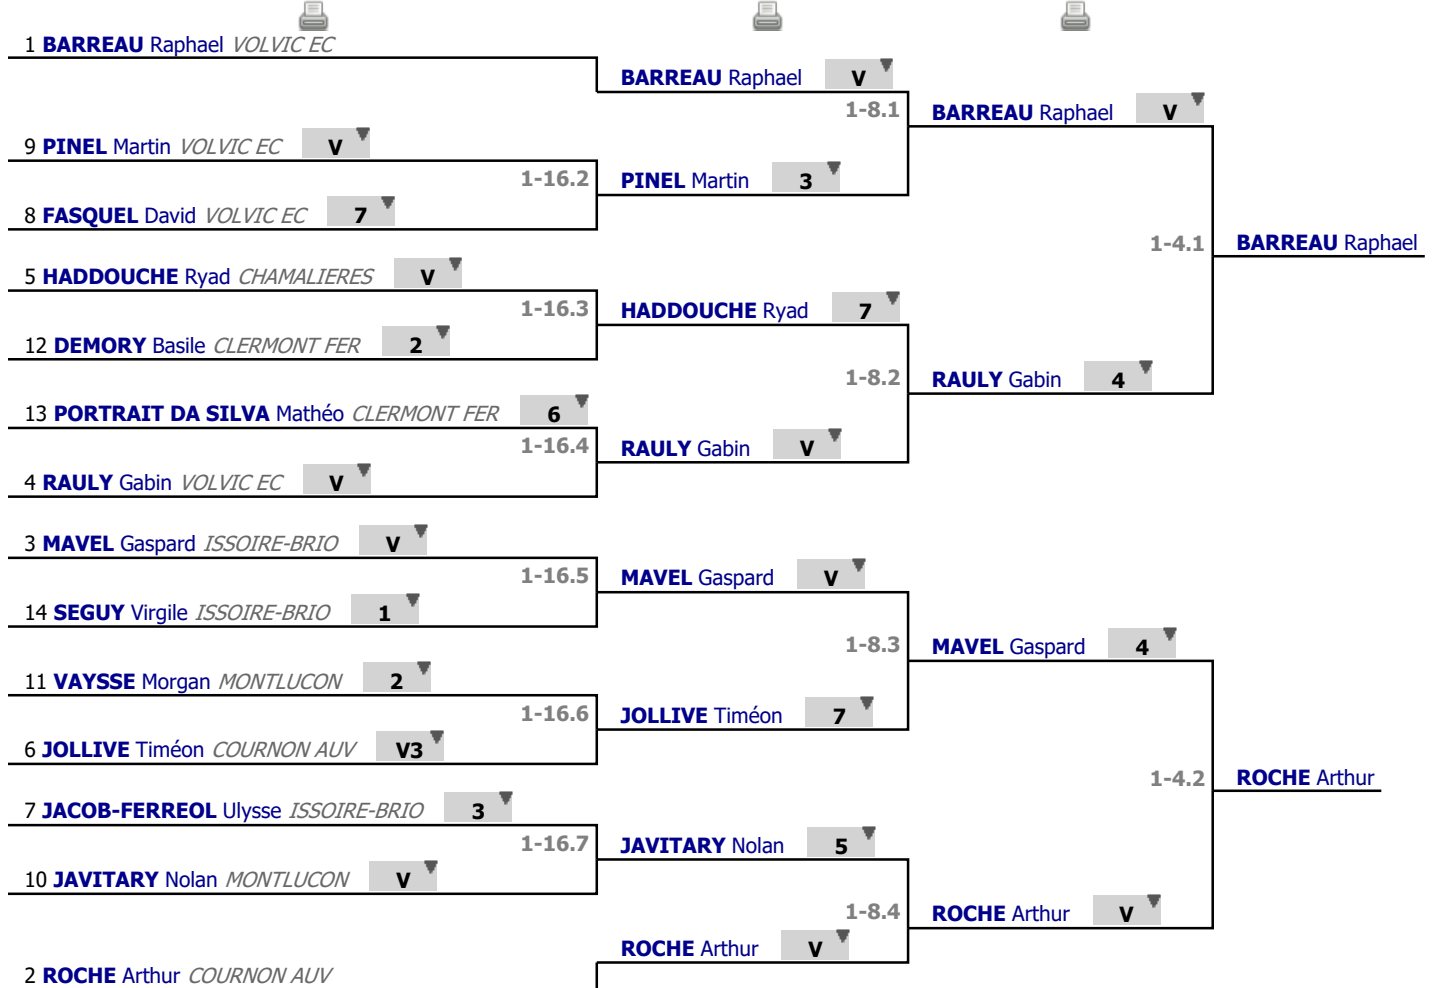 1 BARREAU Raphael VOLVIC EC
9 PINEL Martin VOLVIC EC V
1-16.2
8 FASQUEL David VOLVIC EC 7
5 HADDOUCHE Ryad CHAMALIERES V
1-16.3
12 DEMORY Basile CLERMONT FER 2
13 PORTRAIT DA SILVA Mathéo CLERMONT FER 6
1-16.4
4 RAULY Gabin VOLVIC EC V
3 MAVEL Gaspard ISSOIRE-BRIO V
1-16.5
14 SEGUY Virgile ISSOIRE-BRIO 1
11 VAYSSE Morgan MONTLUCON 2
1-16.6
6 JOLLIVE Timéon COURNON AUV V3
7 JACOB-FERREOL Ulysse ISSOIRE-BRIO 3
1-16.7
10 JAVITARY Nolan MONTLUCON V
2 ROCHE Arthur COURNON AUV
BARREAU Raphael V
1-8.1
PINEL Martin 3
HADDOUCHE Ryad 7
1-8.2
RAULY Gabin V
MAVEL Gaspard V
1-8.3
JOLLIVE Timéon 7
JAVITARY Nolan 5
1-8.4
ROCHE Arthur V
BARREAU Raphael V
1-4.1
RAULY Gabin 4
MAVEL Gaspard 4
1-4.2
ROCHE Arthur V
BARREAU Raphael
ROCHE Arthur